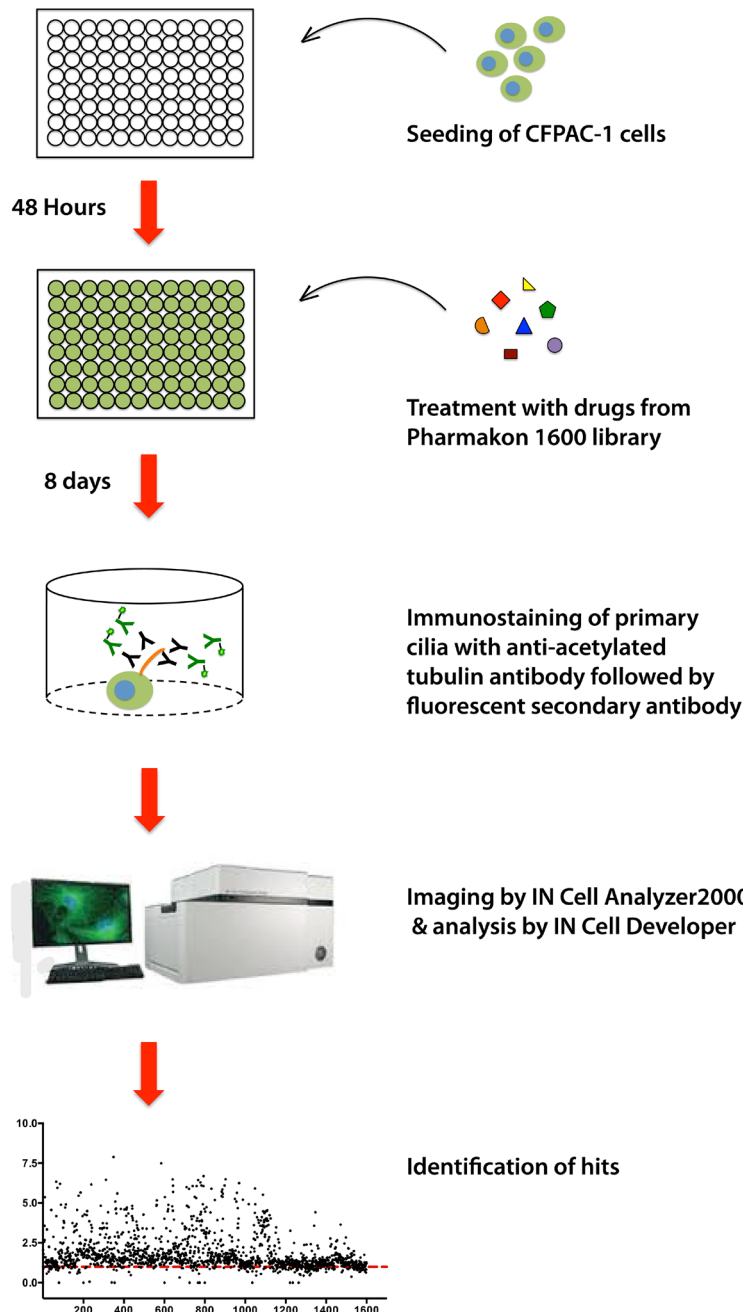 Seeding of CFPAC-1 cells
48 Hours
Treatment with drugs from
Pharmakon 1600 library
8 days
Immunostaining of primary
cilia with anti-acetylated
tubulin antibody followed by
fluorescent secondary antibody
Imaging by IN Cell Analyzer2000
& analysis by IN Cell Developer
Identification of hits
10.0
7.5
5.0
2.5
0.0
200 400 600 800 1000 1200 1400 1600